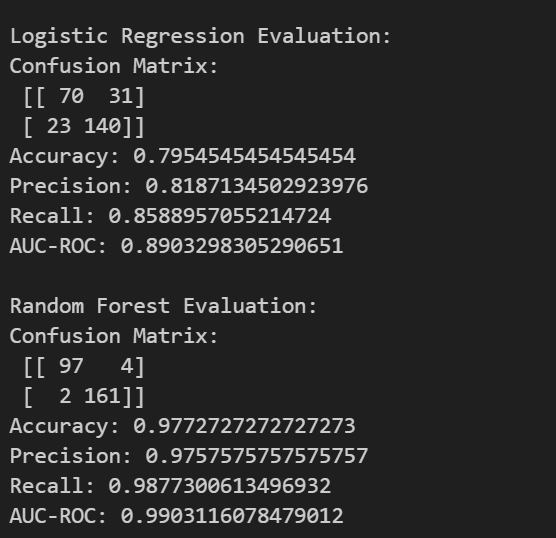 Logistic Regression Evaluation:
Confusion Matrix:
 [[ 70  31]
 [ 23 140]]
Accuracy: 0.7954545454545454
Precision: 0.8187134502923976
Recall: 0.8588957055214724
AUC-ROC: 0.8903298305290651

Random Forest Evaluation:
Confusion Matrix:
 [[ 97   4]
 [  2 161]]
Accuracy: 0.9772727272727273
Precision: 0.9757575757575757
Recall: 0.9877300613496932
AUC-ROC: 0.9903116078479012